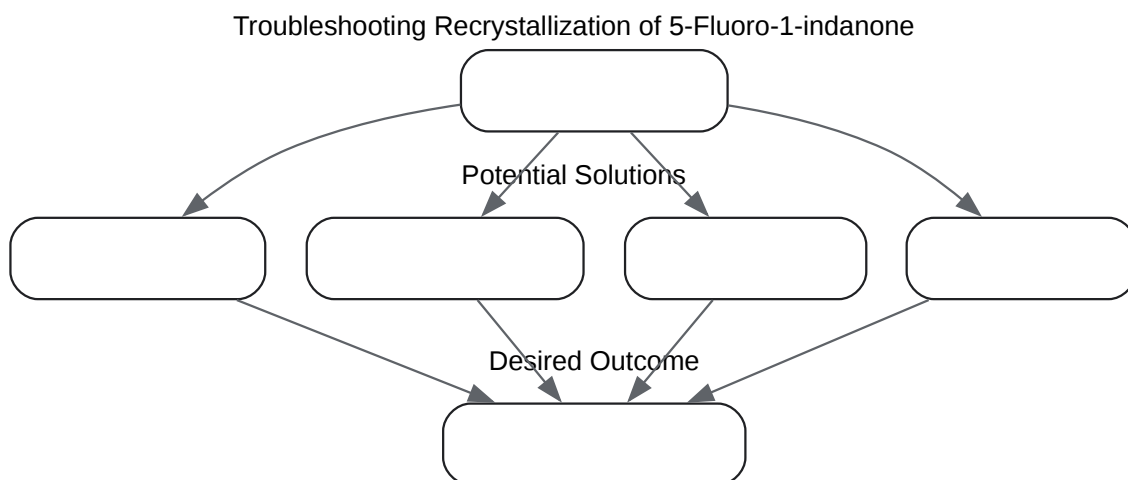 Troubleshooting Recrystallization of 5-Fluoro-1-indanone
Potential Solutions
Desired Outcome